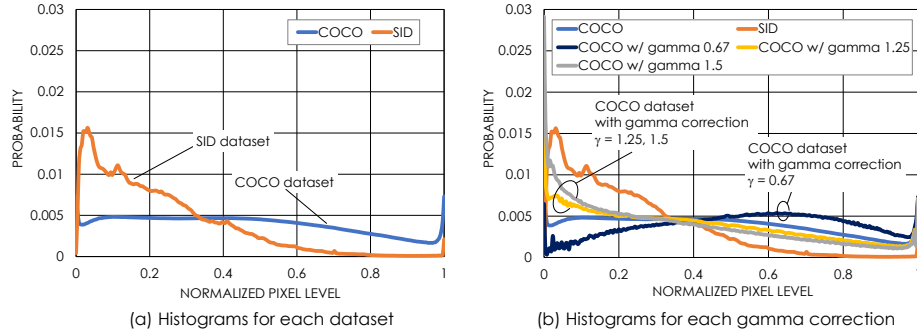 0.03
0.025
0.02
0.015
0.01
0.005
0
PROBABILITY
COCO SID
SID dataset
COCO dataset
0 0.2 0.4 0.6 0.8 1
NORMALIZED PIXEL LEVEL
(a) Histograms for each dataset
0.03
0.025
0.02
0.015
0.01
0.005
0
PROBABILITY
COCO SID
COCO w/ gamma 0.67 COCO w/ gamma 1.25
COCO w/ gamma 1.5
COCO dataset
with gamma correction
γ = 1.25, 1.5
COCO dataset
with gamma correction
γ = 0.67
0 0.2 0.4 0.6 0.8 1
NORMALIZED PIXEL LEVEL
(b) Histograms for each gamma correction